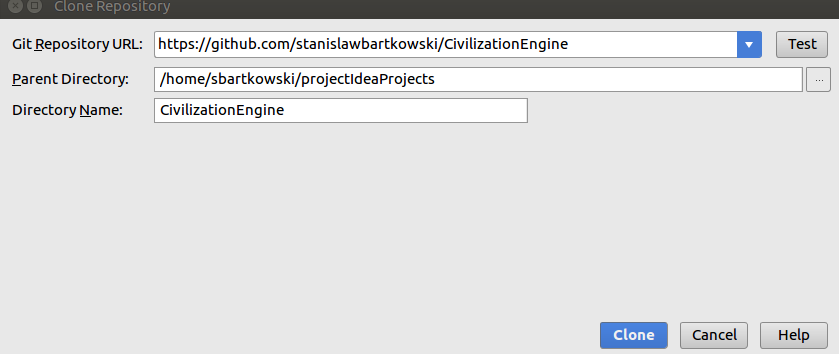 Clone Repository
Git Repository URL: https://github.com/stanislawbartkowski/CivilizationEngine Test
Parent Directory: /home/sbartkowski/projectIdeaProjects ...
Directory Name: CivilizationEngine
Clone Cancel Help